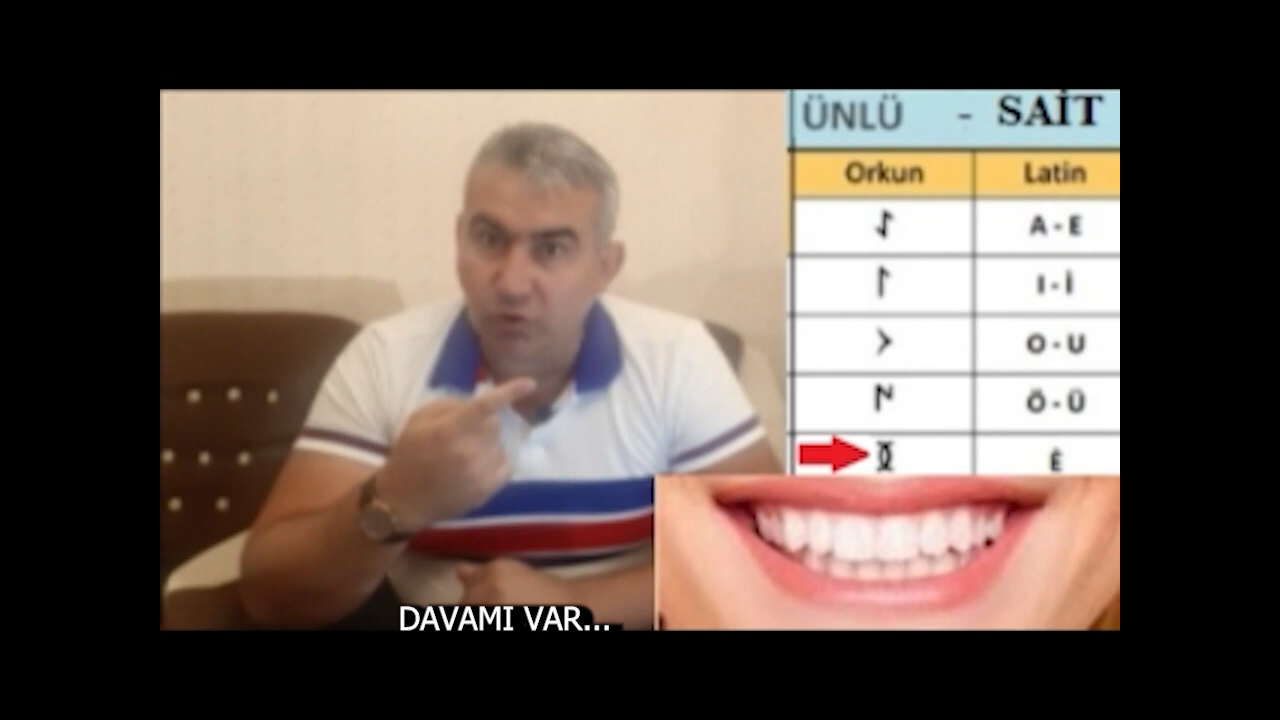 ÜNLÜ - SAİT
Orkun Latin
𐰀 A - E
𐰃 I - İ
𐰆 O - U
𐰇 Ö - Ü
È
DAVAMI VAR...